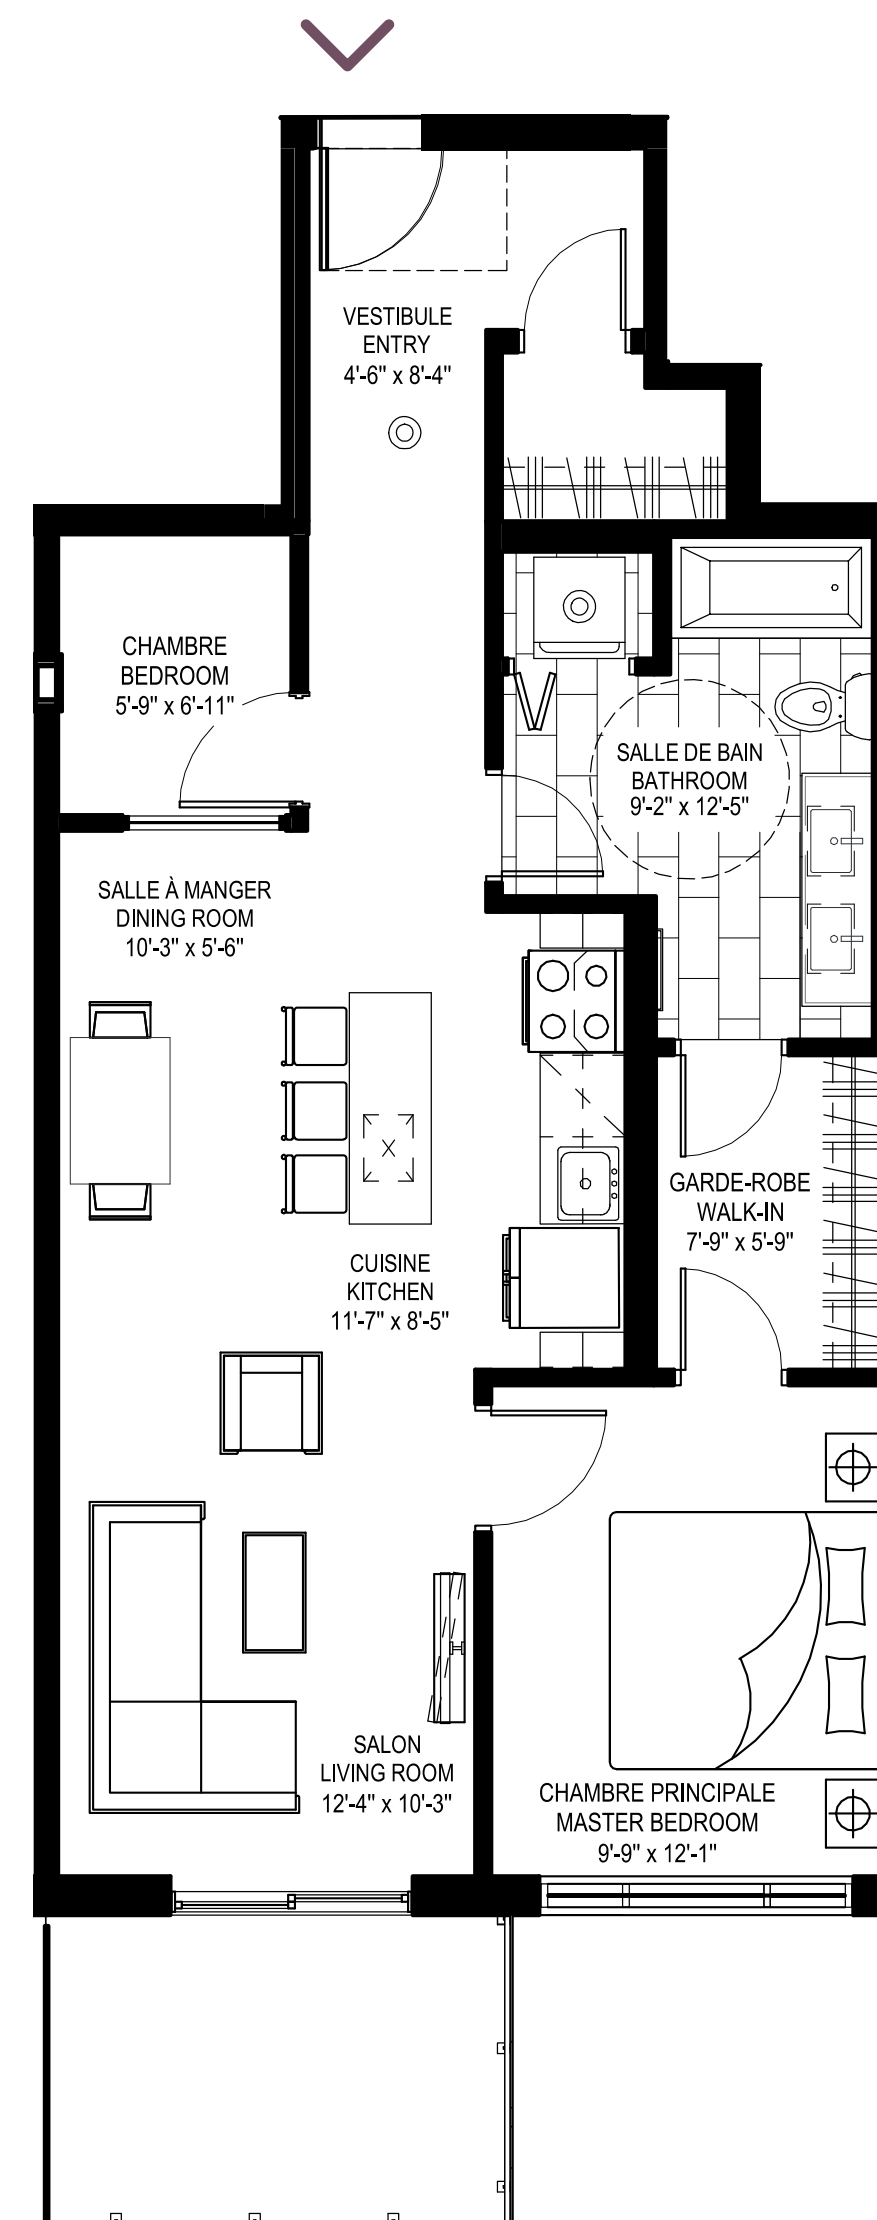 VESTIBULE
ENTRY
4'-6" x 8'-4"
CHAMBRE
BEDROOM
5'-9" x 6'-11"
SALLE DE BAIN
BATHROOM
9'-2" x 12'-5"
SALLE À MANGER
DINING ROOM
10'-3" x 5'-6"
GARDE-ROBE
WALK-IN
7'-9" x 5'-9"
CUISINE
KITCHEN
11'-7" x 8'-5"
SALON
LIVING ROOM
12'-4" x 10'-3"
CHAMBRE PRINCIPALE
MASTER BEDROOM
9'-9" x 12'-1"